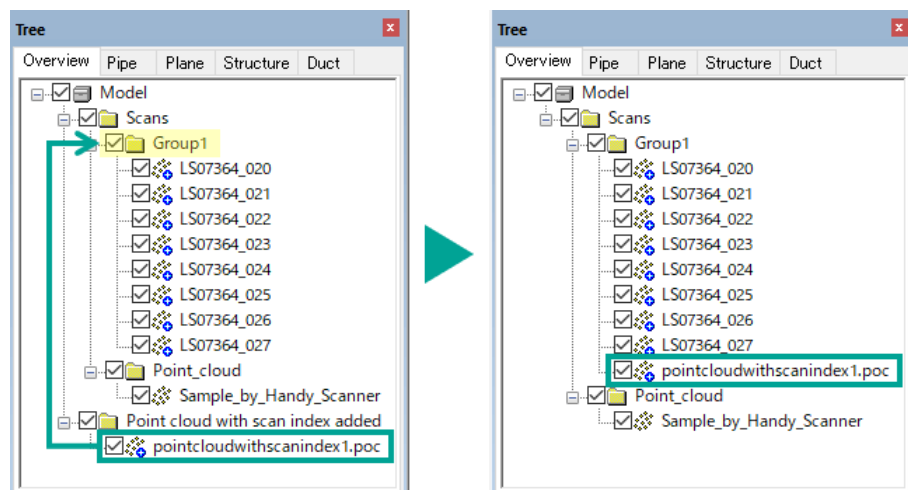 Tree
Overview Pipe Plane Structure Duct
Model
Scans
Group1
LS07364_020
LS07364_021
LS07364_022
LS07364_023
LS07364_024
LS07364_025
LS07364_026
LS07364_027
Point_cloud
Sample_by_Handy_Scanner
Point cloud with scan index added
pointcloudwithscanindex1.poc
Tree
Overview Pipe Plane Structure Duct
Model
Scans
Group1
LS07364_020
LS07364_021
LS07364_022
LS07364_023
LS07364_024
LS07364_025
LS07364_026
LS07364_027
pointcloudwithscanindex1.poc
Point_cloud
Sample_by_Handy_Scanner